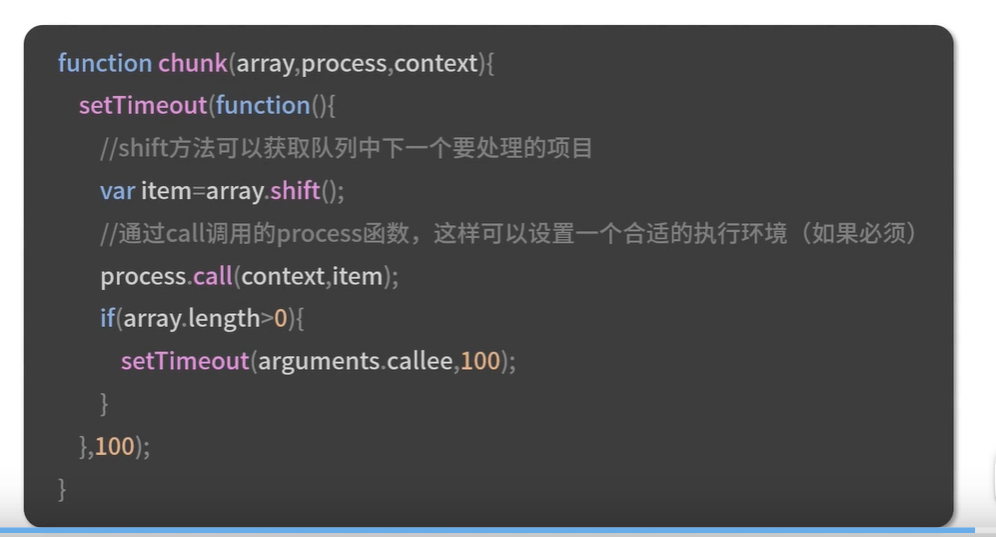 function chunk(array,process,context){
setTimeout(function(){
//shift方法可以获取队列中下一个要处理的项目
var item=array.shift();
//通过call调用的process函数，这样可以设置一个合适的执行环境（如果必须）
process.call(context,item);
if(array.length>0){
setTimeout(arguments.callee,100);
}
},100);
}